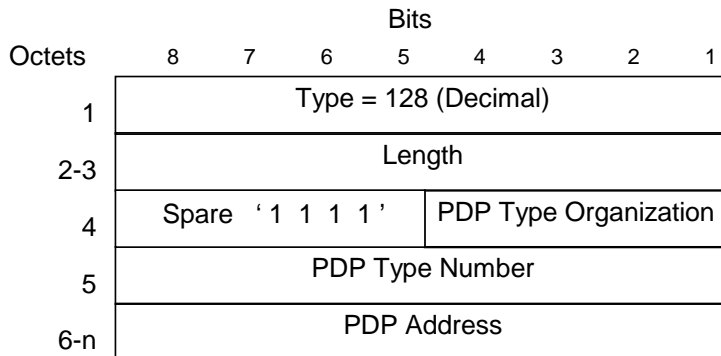 Bits
Octets 8 7 6 5 4 3 2 1
1 Type = 128 (Decimal)
2-3 Length
4 Spare ‘ 1 1 1 1 ’ PDP Type Organization
5 PDP Type Number
6-n PDP Address